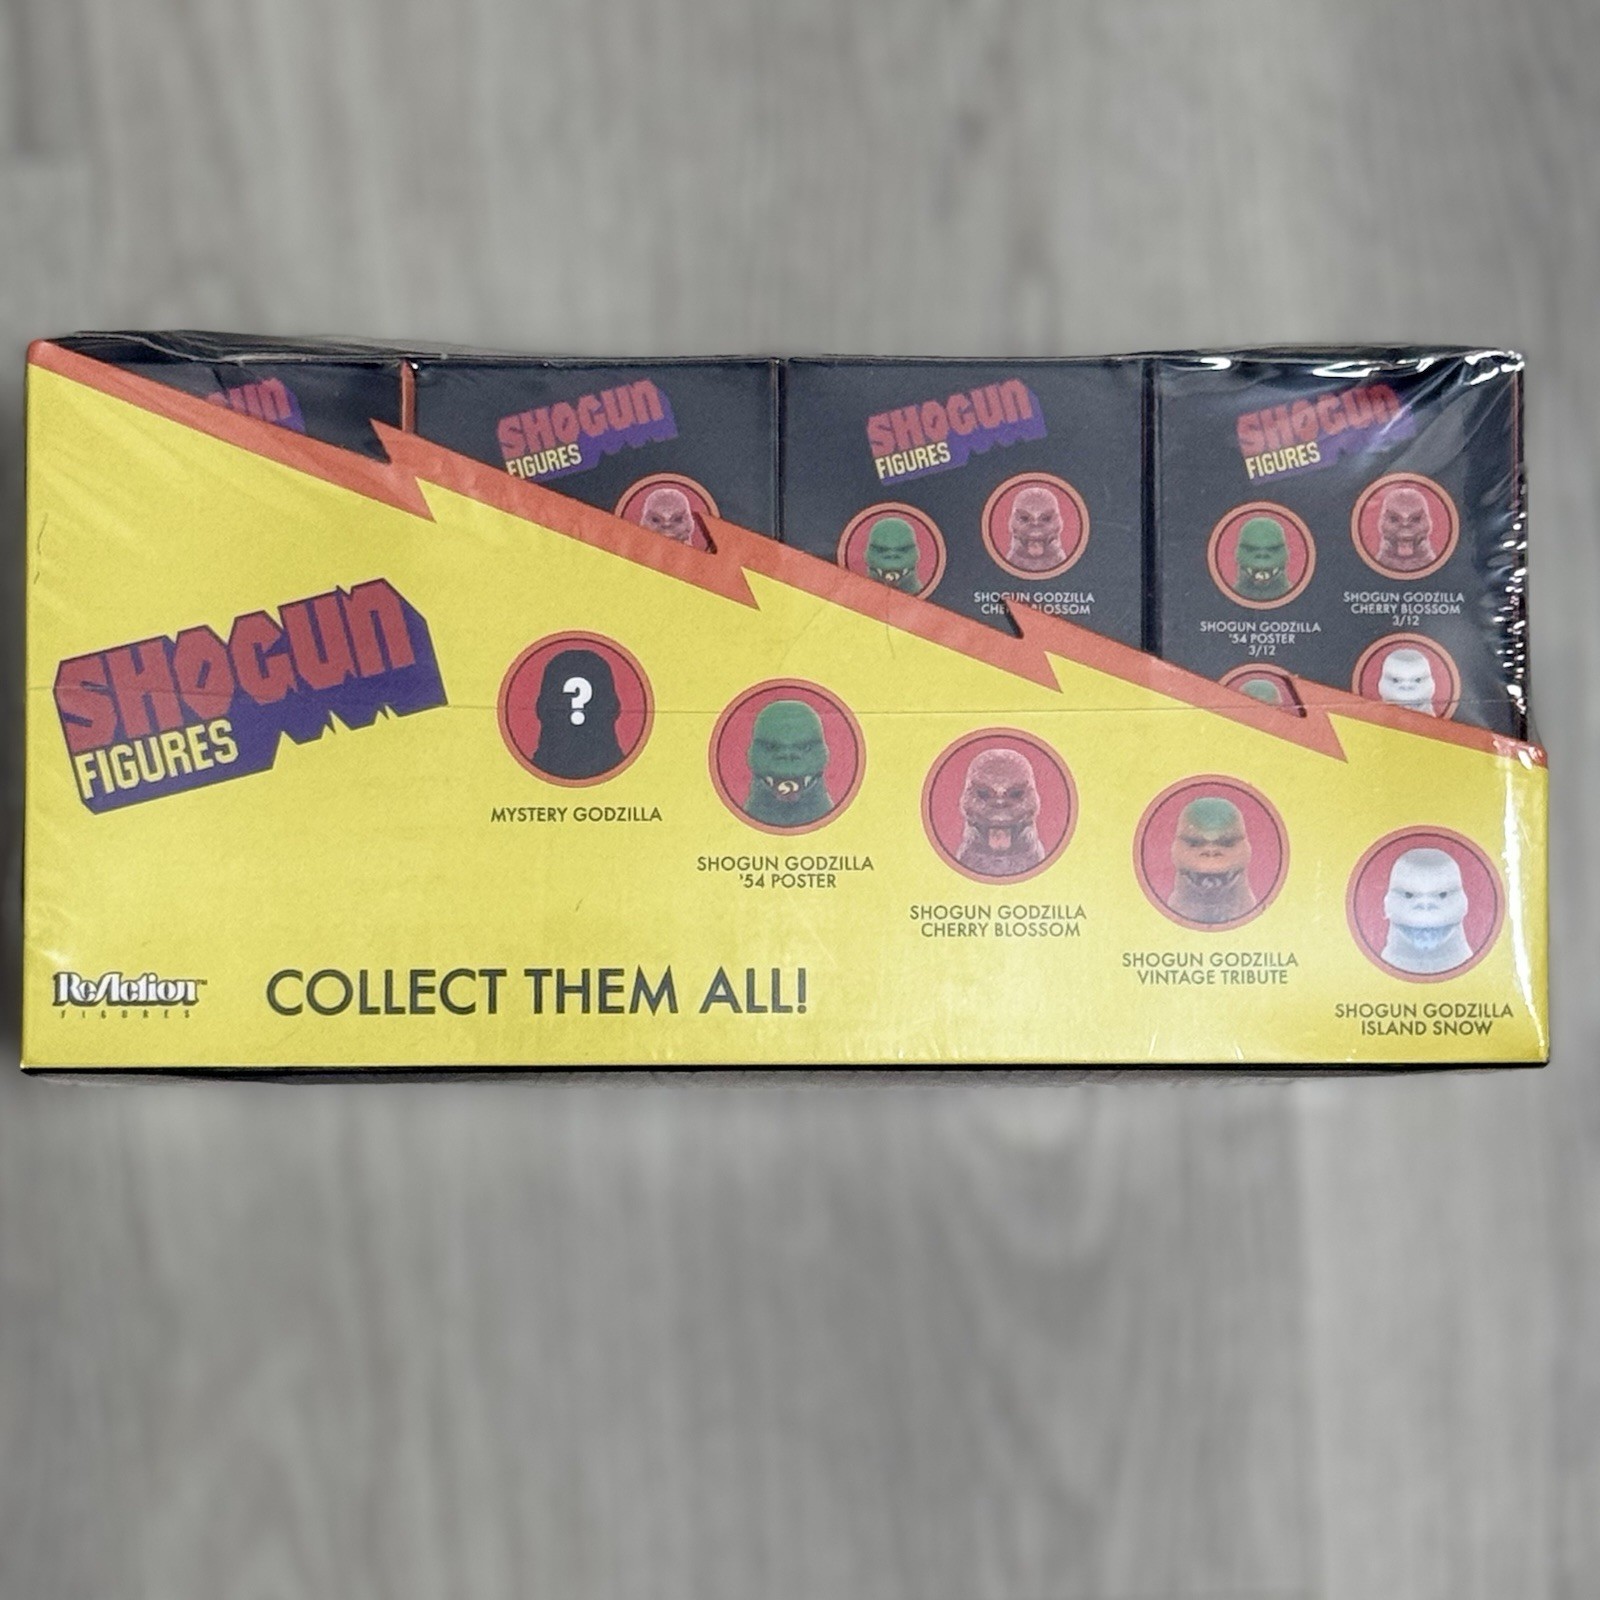 SHOGUN
FIGURES
SHOGUN
FIGURES
SHOGUN
FIGURES
SHOGUN GODZILLA
CHERRY BLOSSOM
SHOGUN GODZILLA
'54 POSTER
3/12
SHOGUN GODZILLA
CHERRY BLOSSOM
3/12
SHOGUN
FIGURES
?
MYSTERY GODZILLA
SHOGUN GODZILLA
'54 POSTER
SHOGUN GODZILLA
CHERRY BLOSSOM
SHOGUN GODZILLA
VINTAGE TRIBUTE
SHOGUN GODZILLA
ISLAND SNOW
ReAction™
FIGURES
COLLECT THEM ALL!